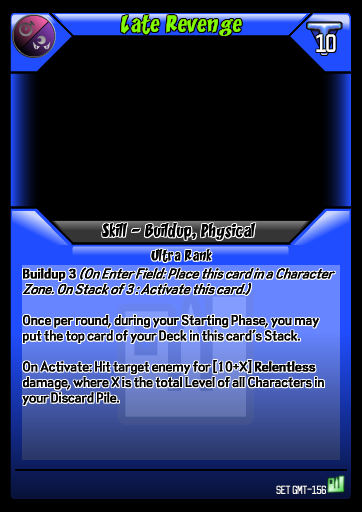 Late Revenge
10
Skill - Buildup, Physical
Ultra Rank
Buildup 3 (On Enter Field: Place this card in a Character
Zone. On Stack of 3 : Activate this card.)
Once per round, during your Starting Phase, you may
put the top card of your Deck in this card's Stack.
On Activate: Hit target enemy for [10+X] Relentless
damage, where X is the total Level of all Characters in
your Discard Pile.
SET GMT-156